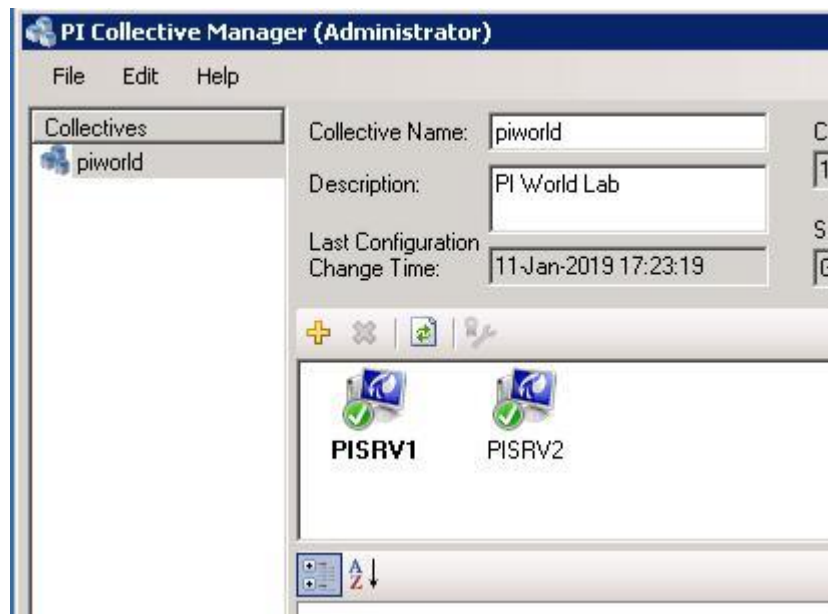 PI Collective Manager (Administrator)
File Edit Help
Collectives
piworld
Collective Name: piworld
Description: PI World Lab
Last Configuration
Change Time: 11-Jan-2019 17:23:19
C
1
S
PISRV1 PISRV2
A
Z